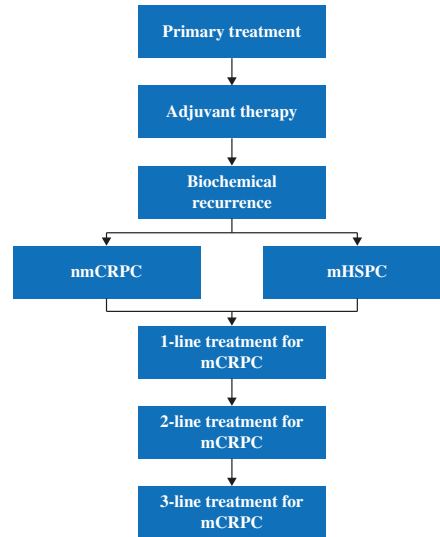 Primary treatment
Adjuvant therapy
Biochemical
recurrence
nmCRPC
mHSPC
1-line treatment for
mCRPC
2-line treatment for
mCRPC
3-line treatment for
mCRPC